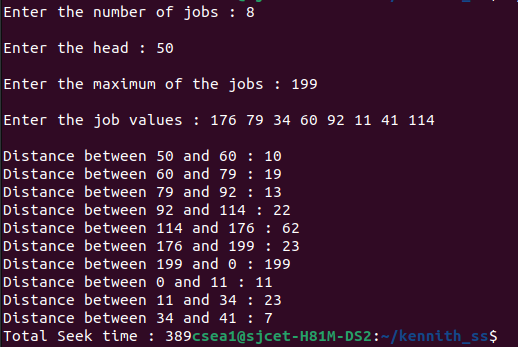 Enter the number of jobs : 8
Enter the head : 50
Enter the maximum of the jobs : 199
Enter the job values : 176 79 34 60 92 11 41 114
Distance between 50 and 60 : 10
Distance between 60 and 79 : 19
Distance between 79 and 92 : 13
Distance between 92 and 114 : 22
Distance between 114 and 176 : 62
Distance between 176 and 199 : 23
Distance between 199 and 0 : 199
Distance between 0 and 11 : 11
Distance between 11 and 34 : 23
Distance between 34 and 41 : 7
Total Seek time : 389csea1@sjcet-H81M-DS2:~/kennith_ss$